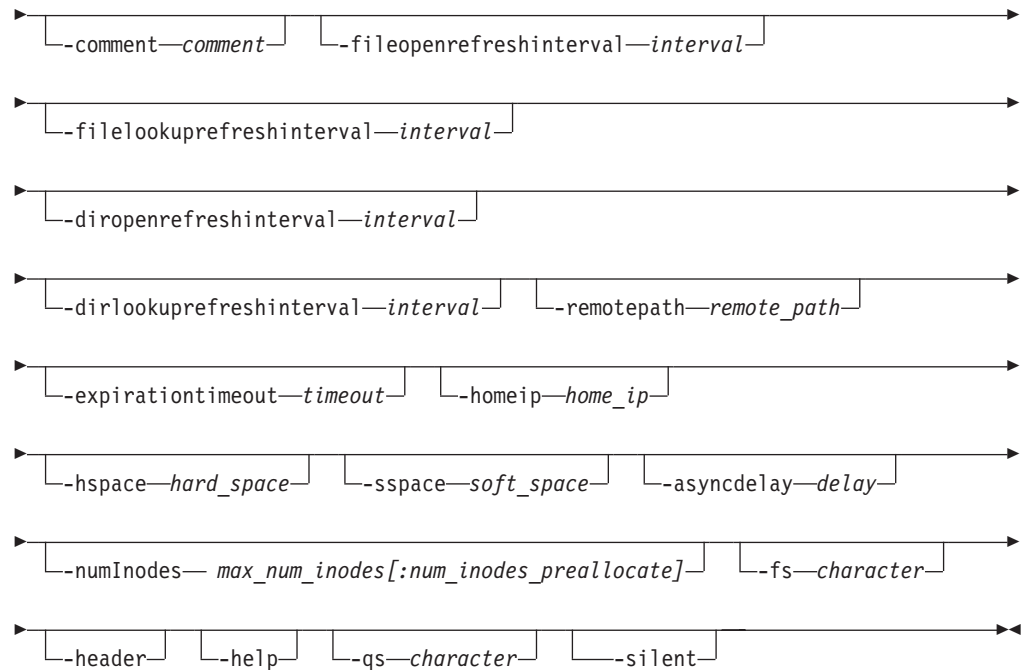 -comment—comment -fileopenrefreshinterval—interval
-filelookuprefreshinterval—interval
-diropenrefreshinterval—interval
-dirlookuprefreshinterval—interval -remotepath—remote_path
-expirationtimeout—timeout -homeip—home_ip
-hspace—hard_space -sspace—soft_space -asyncdelay—delay
-numInodes— max_num_inodes[:num_inodes_preallocate] -fs—character
-header -help -qs—character -silent